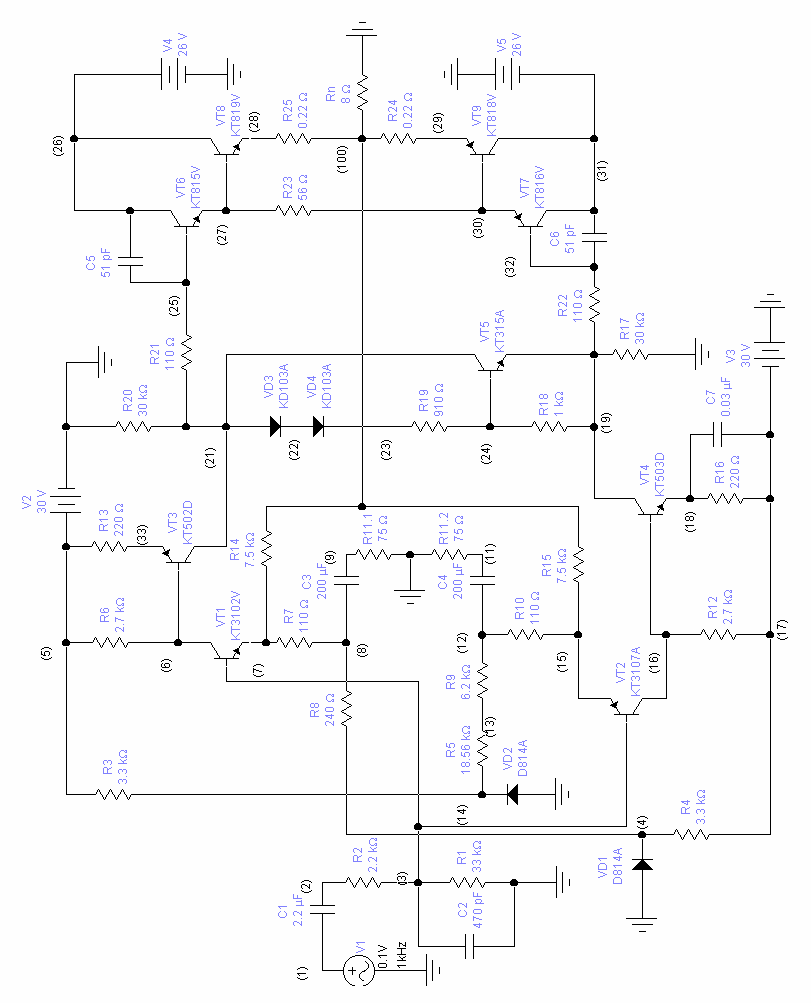 V4
26 V
V5
26 V
(26)
VT8
KT819V
(28)
R25
0.22 Ω
Rn
8 Ω
(100)
R24
0.22 Ω
(29)
VT9
KT818V
(31)
VT6
KT815V
(27)
R23
56 Ω
(30)
VT7
KT816V
C5
51 pF
C6
51 pF
(32)
(25)
R21
110 Ω
R22
110 Ω
VT5
KT315A
R17
30 kΩ
V3
30 V
R20
30 kΩ
(21)
VD3
KD103A
(22)
VD4
KD103A
(23)
R19
910 Ω
(24)
R18
1 kΩ
(19)
C7
0.03 µF
V2
30 V
R13
220 Ω
(33)
VT3
KT502D
VT4
KT503D
(18)
R16
220 Ω
R14
7.5 kΩ
R11.1
75 Ω
R11.2
75 Ω
(9)
(11)
C3
200 µF
C4
200 µF
R15
7.5 kΩ
(5)
R6
2.7 kΩ
(6)
VT1
KT3102V
(7)
R7
110 Ω
(8)
(12)
R10
110 Ω
(15)
(16)
R12
2.7 kΩ
(17)
R8
240 Ω
R9
6.2 kΩ
(13)
VT2
KT3107A
R5
18.56 kΩ
VD2
D814A
R3
3.3 kΩ
(14)
R4
3.3 kΩ
(4)
VD1
D814A
R2
2.2 kΩ
(2)
(3)
R1
33 kΩ
C1
2.2 µF
C2
470 pF
V1
0.1V
1kHz
(1)